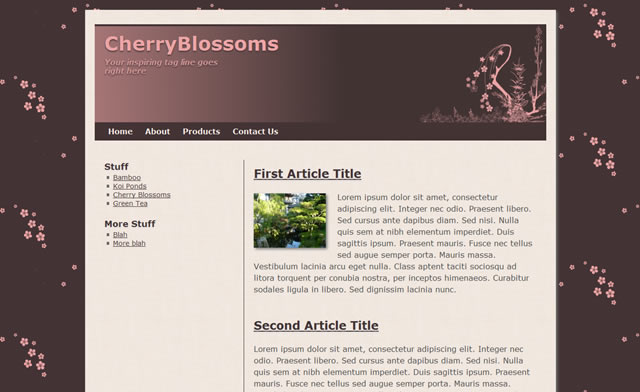 CherryBlossoms
Your inspiring tag line goes
right here
Home About Products Contact Us
Stuff
Bamboo
Koi Ponds
Cherry Blossoms
Green Tea
More Stuff
Blah
More blah
First Article Title
Lorem ipsum dolor sit amet, consectetur
adipiscing elit. Integer nec odio. Praesent libero.
Sed cursus ante dapibus diam. Sed nisi. Nulla
quis sem at nibh elementum imperdiet. Duis
sagittis ipsum. Praesent mauris. Fusce nec tellus
sed augue semper porta. Mauris massa.
Vestibulum lacinia arcu eget nulla. Class aptent taciti sociosqu ad
litora torquent per conubia nostra, per inceptos himenaeos. Curabitur
sodales ligula in libero. Sed dignissim lacinia nunc.
Second Article Title
Lorem ipsum dolor sit amet, consectetur adipiscing elit. Integer nec
odio. Praesent libero. Sed cursus ante dapibus diam. Sed nisi. Nulla
quis sem at nibh elementum imperdiet. Duis sagittis ipsum. Praesent
mauris. Fusce nec tellus sed augue semper porta. Mauris massa.